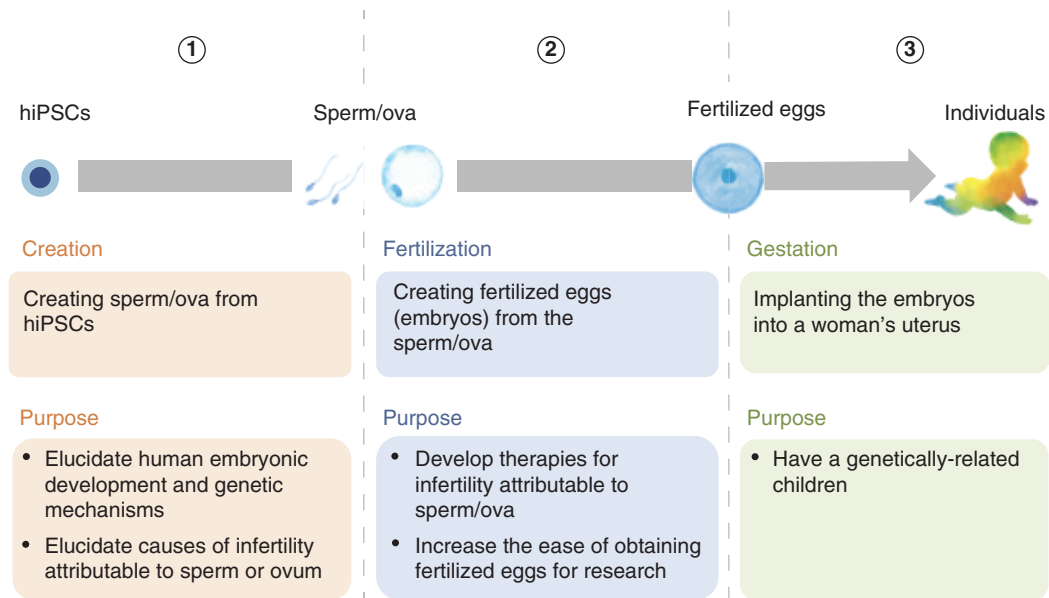 1
2
3
hiPSCs
Sperm/ova
Fertilized eggs
Individuals
Creation
Creating sperm/ova from
hiPSCs
Purpose
• Elucidate human embryonic
development and genetic
mechanisms
• Elucidate causes of infertility
attributable to sperm or ovum
Fertilization
Creating fertilized eggs
(embryos) from the
sperm/ova
Purpose
• Develop therapies for
infertility attributable to
sperm/ova
• Increase the ease of obtaining
fertilized eggs for research
Gestation
Implanting the embryos
into a woman's uterus
Purpose
• Have a genetically-related
children